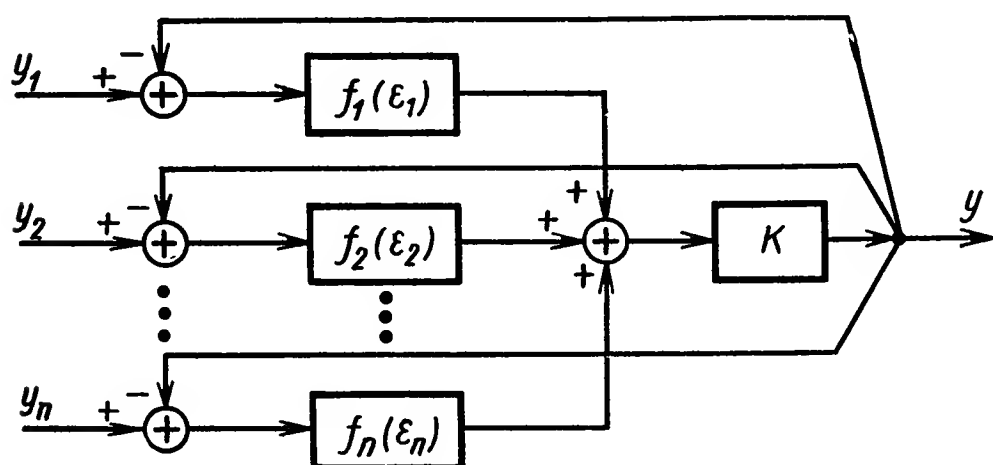 −
y₁ + + f₁(ε₁)
+
−
y₂ + + f₂(ε₂) + + K y
+
−
yₙ + + fₙ(εₙ)